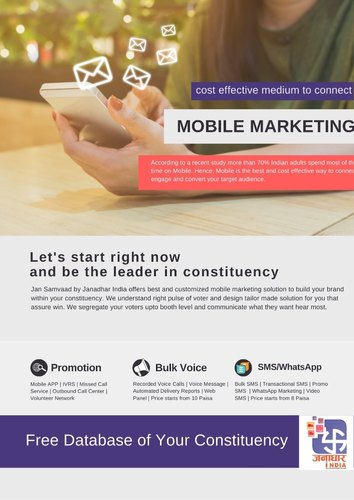 cost effective medium to connect
MOBILE MARKETING
According to a recent study more than 70% Indian adults spend most of th
time on Mobile. Hence, Mobile is the best and cost effective way to connec
engage and convert your target audience.
Let's start right now
and be the leader in constituency
Jan Samvaad by Janadhar India offers best and customized mobile marketing solution to build your brand
within your constituency. We understand right pulse of voter and design tailor made solution for you that
assure win. We segregate your voters upto booth level and communicate what they want hear most.
Promotion
Mobile APP | IVRS | Missed Call
Service | Outbound Call Center |
Volunteer Network
Bulk Voice
Recorded Voice Calls | Voice Message |
Automated Delivery Reports | Web
Panel | Price starts from 10 Paisa
SMS/WhatsApp
Bulk SMS | Transactional SMS | Promo
SMS | WhatsApp Marketing | Video
SMS | Price starts from 8 Paisa
Free Database of Your Constituency
जनाधार
INDIA